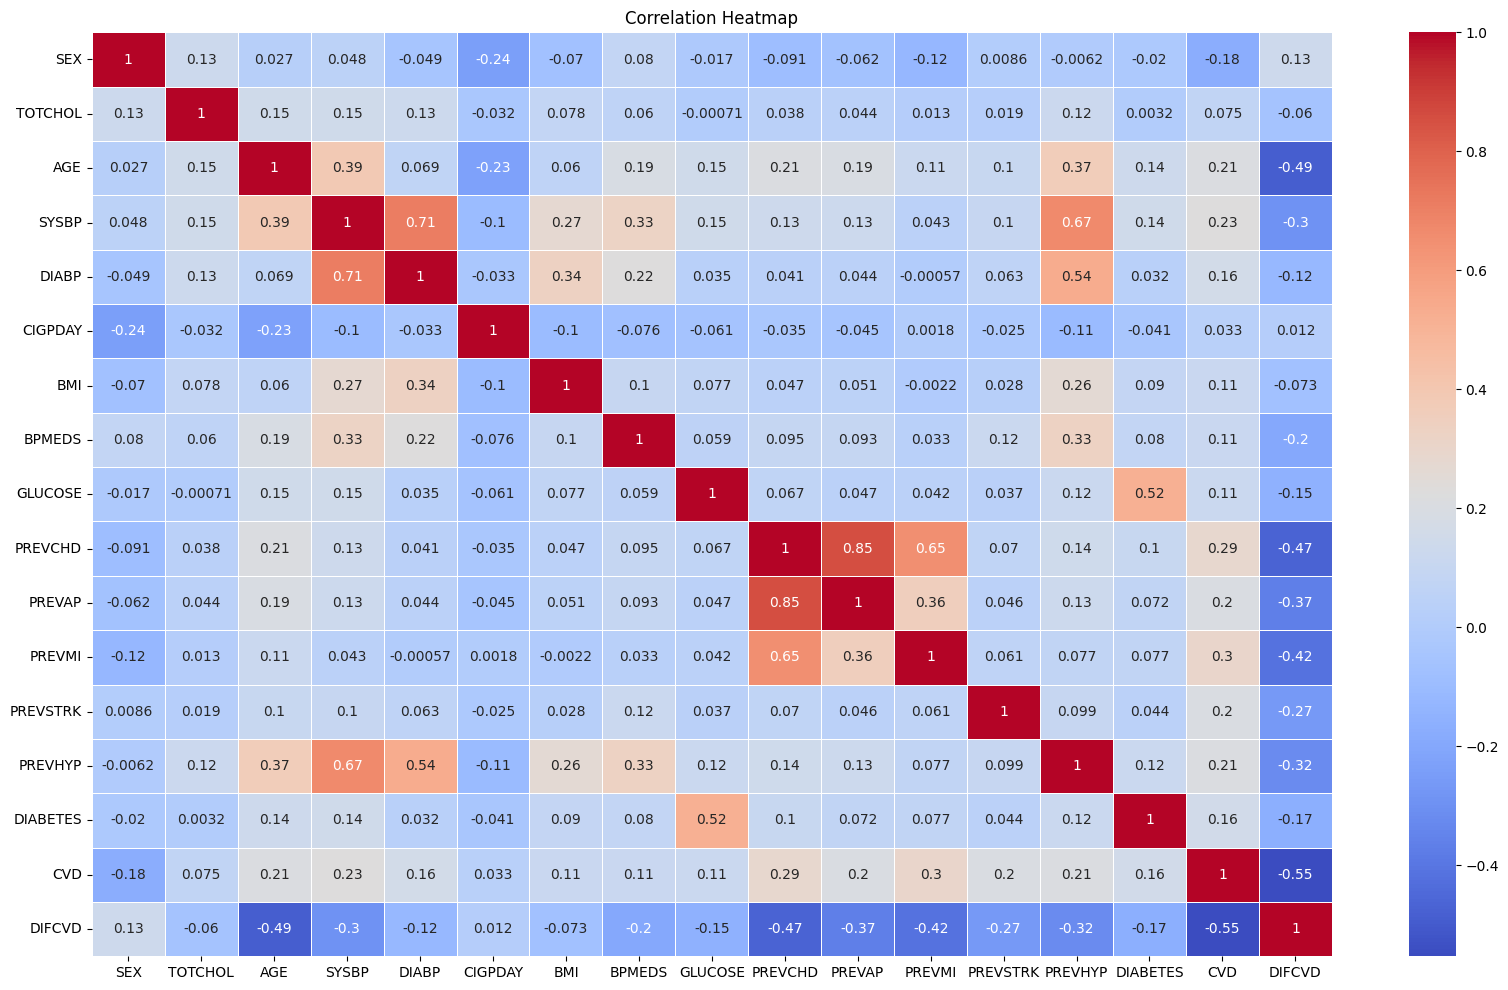 Correlation Heatmap
SEX 1 0.13 0.027 0.048 -0.049 -0.24 -0.07 0.08 -0.017 -0.091 -0.062 -0.12 0.0086 -0.0062 -0.02 -0.18 0.13
TOTCHOL 0.13 1 0.15 0.15 0.13 -0.032 0.078 0.06 -0.00071 0.038 0.044 0.013 0.019 0.12 0.0032 0.075 -0.06
AGE 0.027 0.15 1 0.39 0.069 -0.23 0.06 0.19 0.15 0.21 0.19 0.11 0.1 0.37 0.14 0.21 -0.49
SYSBP 0.048 0.15 0.39 1 0.71 -0.1 0.27 0.33 0.15 0.13 0.13 0.043 0.1 0.67 0.14 0.23 -0.3
DIABP -0.049 0.13 0.069 0.71 1 -0.033 0.34 0.22 0.035 0.041 0.044 -0.00057 0.063 0.54 0.032 0.16 -0.12
CIGPDAY -0.24 -0.032 -0.23 -0.1 -0.033 1 -0.1 -0.076 -0.061 -0.035 -0.045 0.0018 -0.025 -0.11 -0.041 0.033 0.012
BMI -0.07 0.078 0.06 0.27 0.34 -0.1 1 0.1 0.077 0.047 0.051 -0.0022 0.028 0.26 0.09 0.11 -0.073
BPMEDS 0.08 0.06 0.19 0.33 0.22 -0.076 0.1 1 0.059 0.095 0.093 0.033 0.12 0.33 0.08 0.11 -0.2
GLUCOSE -0.017 -0.00071 0.15 0.15 0.035 -0.061 0.077 0.059 1 0.067 0.047 0.042 0.037 0.12 0.52 0.11 -0.15
PREVCHD -0.091 0.038 0.21 0.13 0.041 -0.035 0.047 0.095 0.067 1 0.85 0.65 0.07 0.14 0.1 0.29 -0.47
PREVAP -0.062 0.044 0.19 0.13 0.044 -0.045 0.051 0.093 0.047 0.85 1 0.36 0.046 0.13 0.072 0.2 -0.37
PREVMI -0.12 0.013 0.11 0.043 -0.00057 0.0018 -0.0022 0.033 0.042 0.65 0.36 1 0.061 0.077 0.077 0.3 -0.42
PREVSTRK 0.0086 0.019 0.1 0.1 0.063 -0.025 0.028 0.12 0.037 0.07 0.046 0.061 1 0.099 0.044 0.2 -0.27
PREVHYP -0.0062 0.12 0.37 0.67 0.54 -0.11 0.26 0.33 0.12 0.14 0.13 0.077 0.099 1 0.12 0.21 -0.32
DIABETES -0.02 0.0032 0.14 0.14 0.032 -0.041 0.09 0.08 0.52 0.1 0.072 0.077 0.044 0.12 1 0.16 -0.17
CVD -0.18 0.075 0.21 0.23 0.16 0.033 0.11 0.11 0.11 0.29 0.2 0.3 0.2 0.21 0.16 1 -0.55
DIFCVD 0.13 -0.06 -0.49 -0.3 -0.12 0.012 -0.073 -0.2 -0.15 -0.47 -0.37 -0.42 -0.27 -0.32 -0.17 -0.55 1
SEX TOTCHOL AGE SYSBP DIABP CIGPDAY BMI BPMEDS GLUCOSE PREVCHD PREVAP PREVMI PREVSTRK PREVHYP DIABETES CVD DIFCVD
1.0
0.8
0.6
0.4
0.2
0.0
−0.2
−0.4